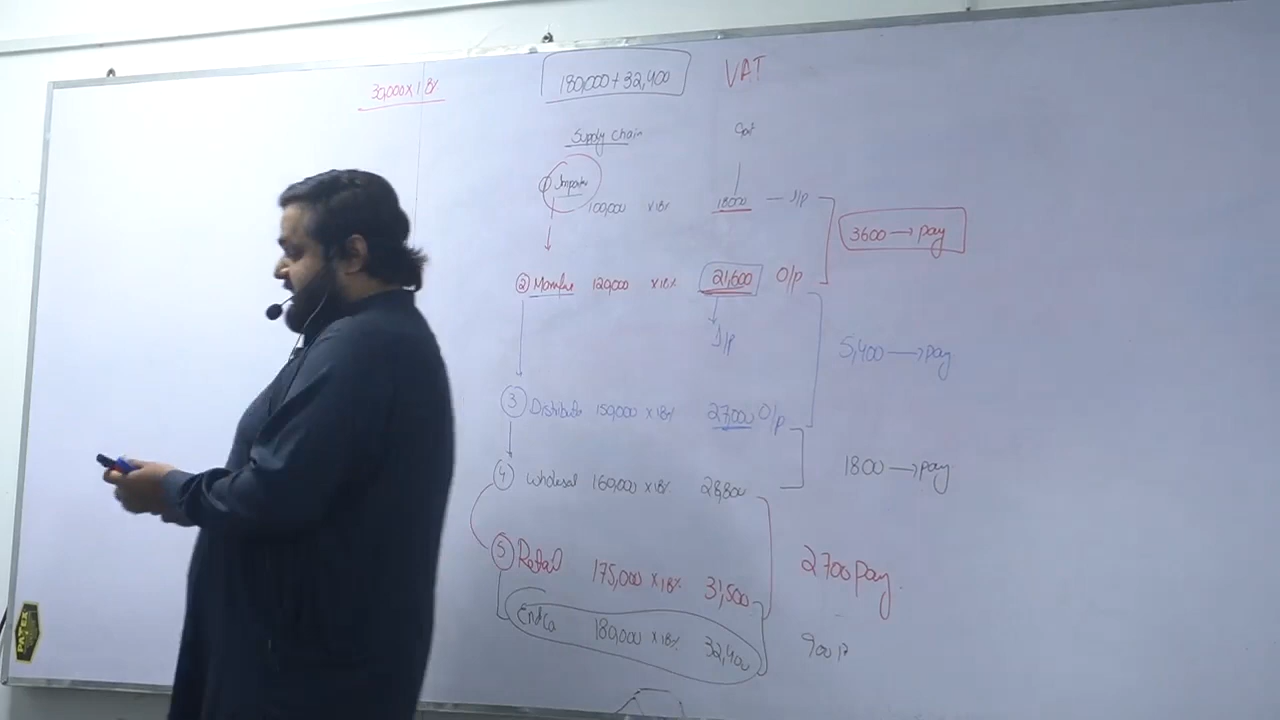 30,000 x 18%
180,000 + 32,400 VAT
Supply Chain Govt
1 Importer
100,000 x 18% 18000 — I/p
3600 → pay
2 Manufac 120,000 x 18% 21,600 O/p
I/p
5,400 → pay
3 Distribute 150,000 x 18% 27,000 O/p
1800 → pay
4 Wholesal 160,000 x 18% 28,800
5 Retail 175,000 x 18% 31,500
2700 pay.
End Co 180,000 x 18% 32,400
900 P